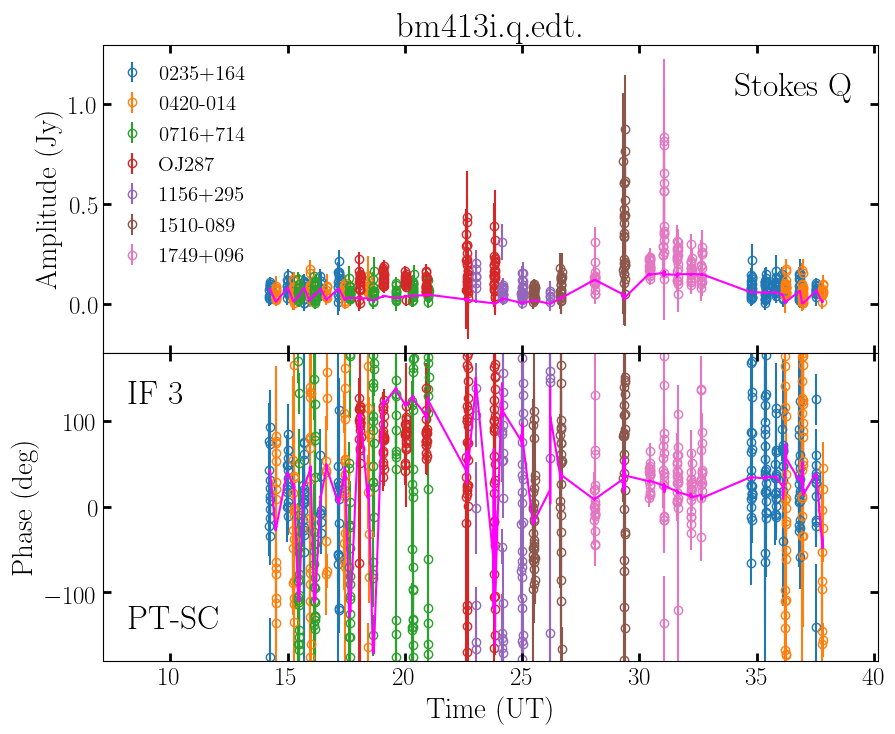 bm413i.q.edt.
0235+164
0420-014
0716+714
OJ287
1156+295
1510-089
1749+096
Stokes Q
1.0
0.5
0.0
Amplitude (Jy)
IF 3
100
0
−100
Phase (deg)
PT-SC
10 15 20 25 30 35 40
Time (UT)